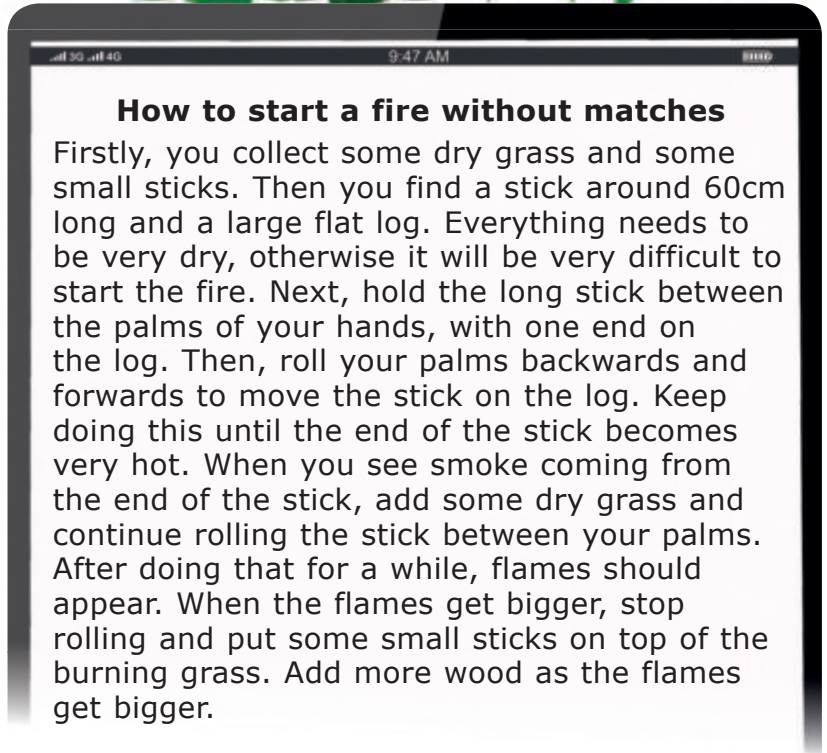 3G 4G 9:47 AM
How to start a fire without matches
Firstly, you collect some dry grass and some
small sticks. Then you find a stick around 60cm
long and a large flat log. Everything needs to
be very dry, otherwise it will be very difficult to
start the fire. Next, hold the long stick between
the palms of your hands, with one end on
the log. Then, roll your palms backwards and
forwards to move the stick on the log. Keep
doing this until the end of the stick becomes
very hot. When you see smoke coming from
the end of the stick, add some dry grass and
continue rolling the stick between your palms.
After doing that for a while, flames should
appear. When the flames get bigger, stop
rolling and put some small sticks on top of the
burning grass. Add more wood as the flames
get bigger.